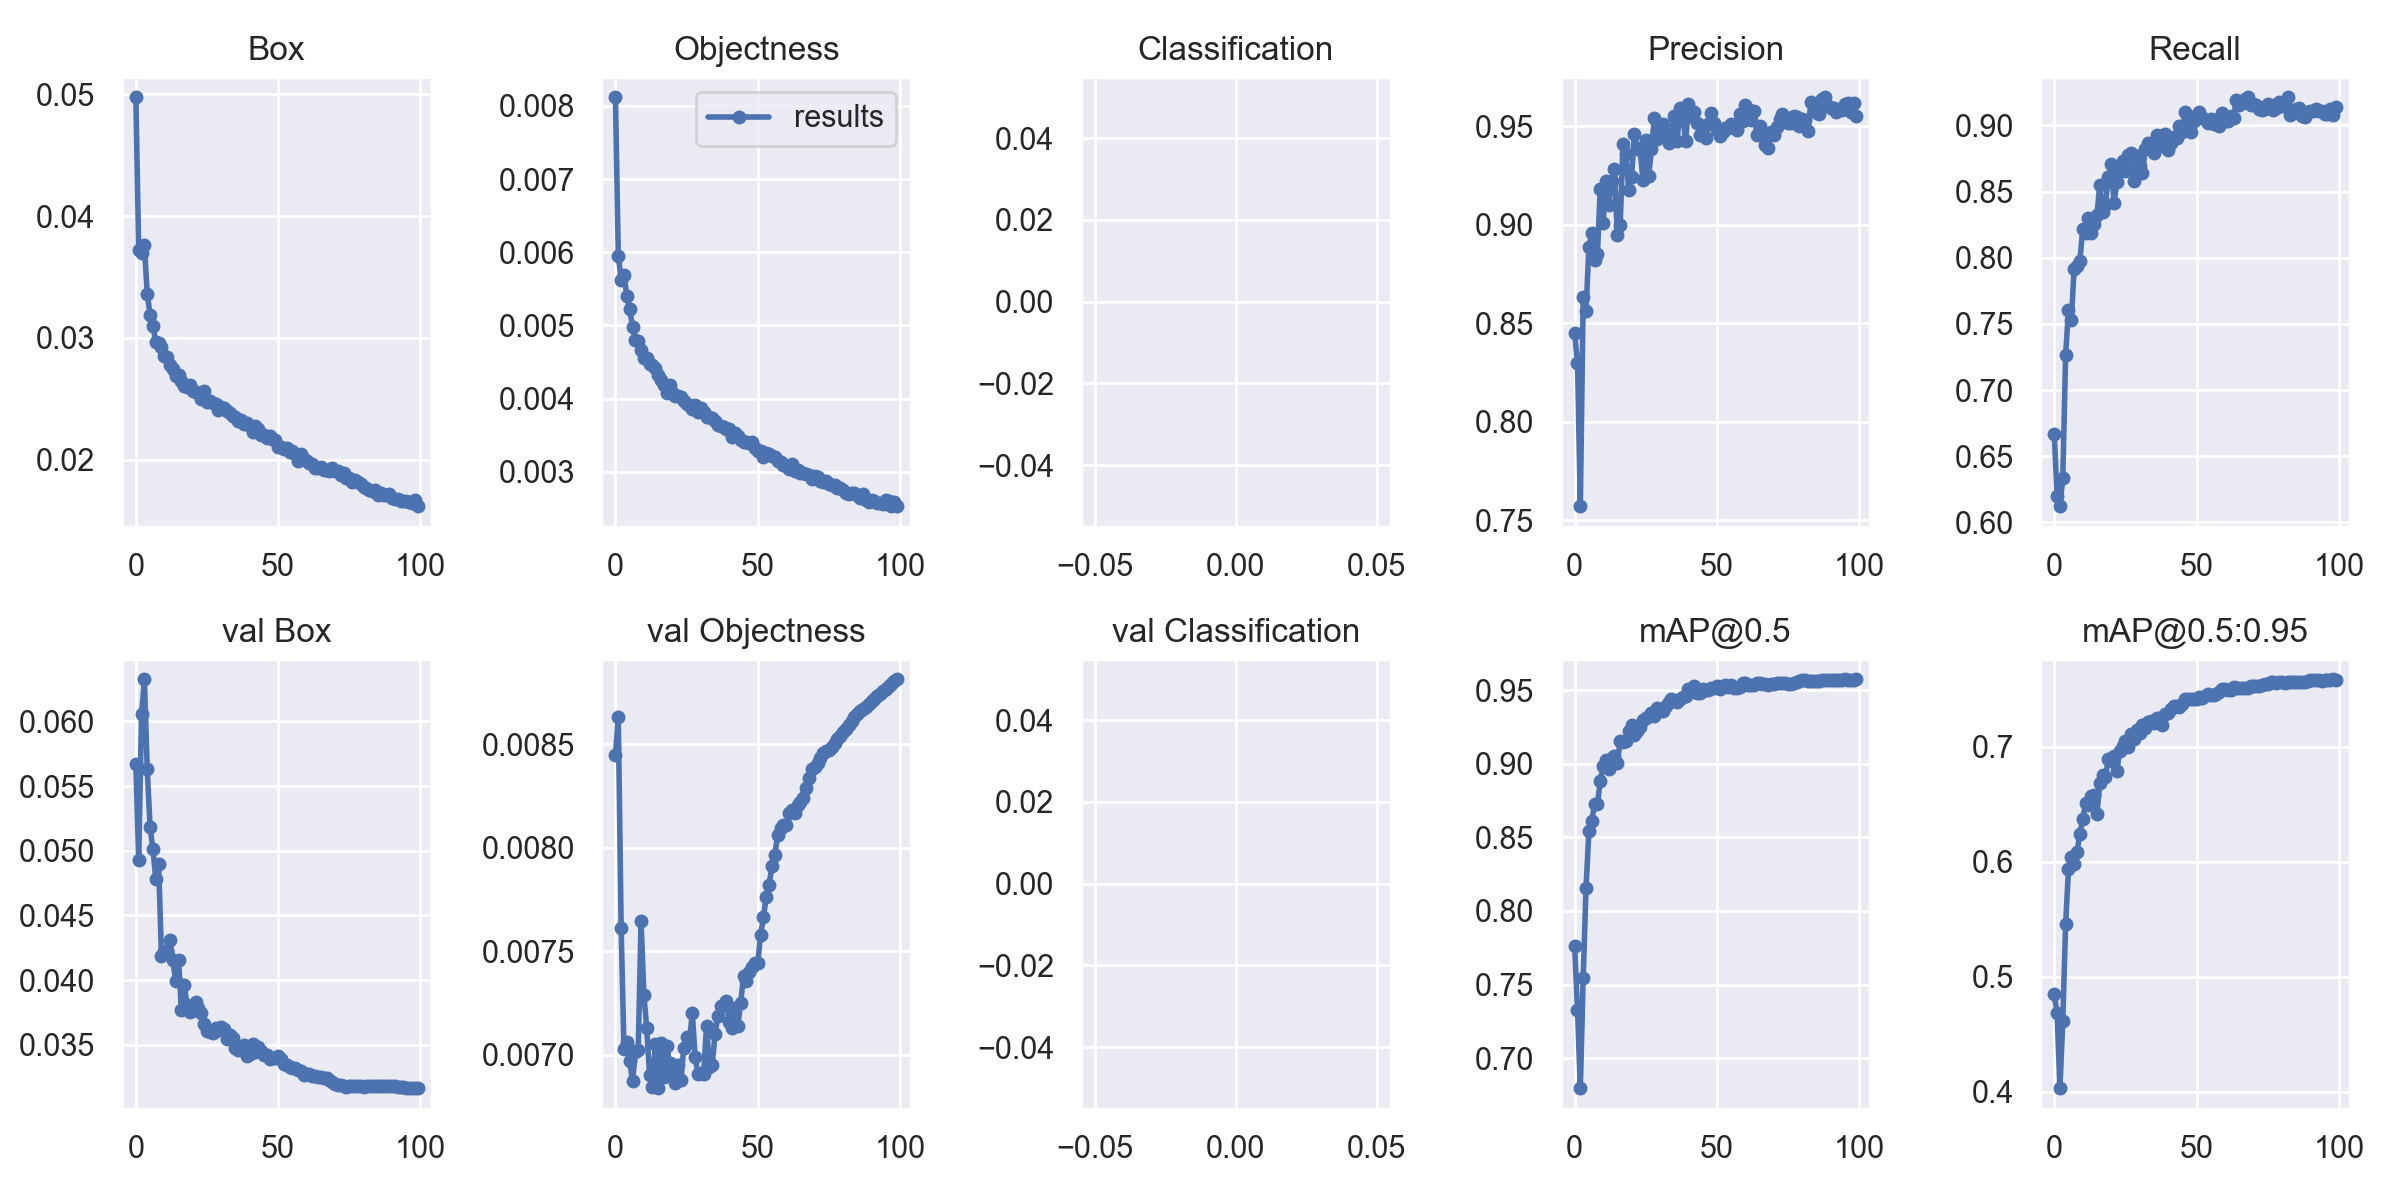 Box
0.05
0.04
0.03
0.02
0 50 100
Objectness
results
0.008
0.007
0.006
0.005
0.004
0.003
0 50 100
Classification
0.04
0.02
0.00
−0.02
−0.04
−0.05 0.00 0.05
Precision
0.95
0.90
0.85
0.80
0.75
0 50 100
Recall
0.90
0.85
0.80
0.75
0.70
0.65
0.60
0 50 100
val Box
0.060
0.055
0.050
0.045
0.040
0.035
0 50 100
val Objectness
0.0085
0.0080
0.0075
0.0070
0 50 100
val Classification
0.04
0.02
0.00
−0.02
−0.04
−0.05 0.00 0.05
mAP@0.5
0.95
0.90
0.85
0.80
0.75
0.70
0 50 100
mAP@0.5:0.95
0.7
0.6
0.5
0.4
0 50 100